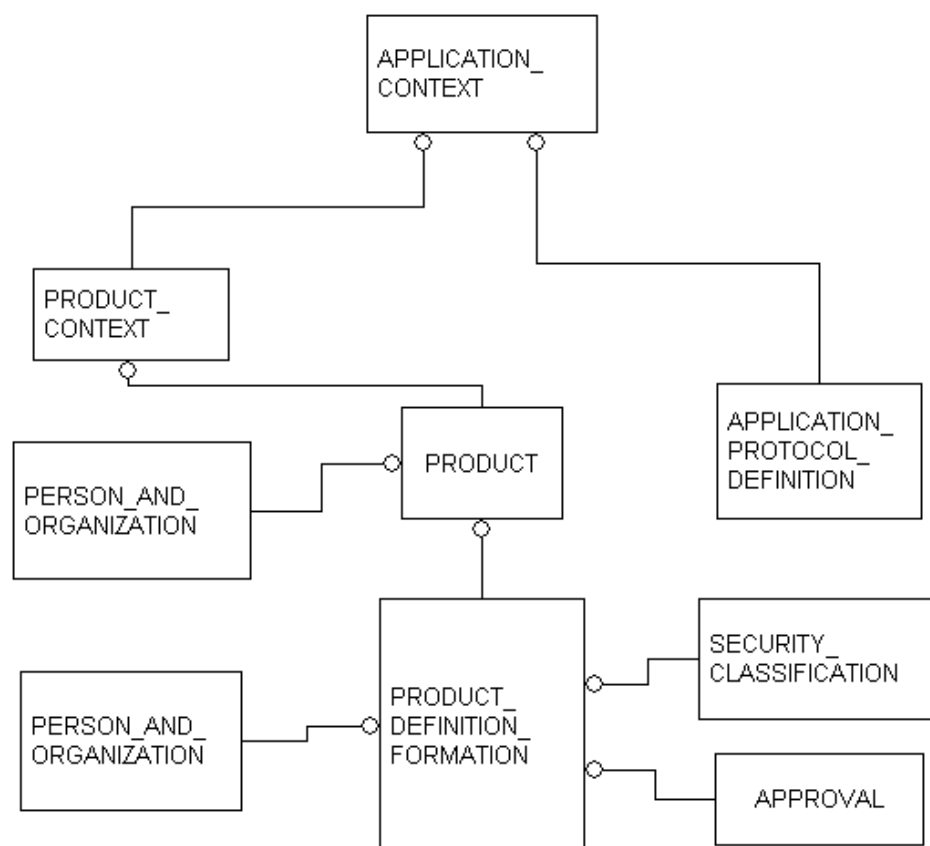 APPLICATION_
CONTEXT
PRODUCT_
CONTEXT
APPLICATION_
PROTOCOL_
DEFINITION
PRODUCT
PERSON_AND_
ORGANIZATION
SECURITY_
CLASSIFICATION
PRODUCT_
DEFINITION_
FORMATION
PERSON_AND_
ORGANIZATION
APPROVAL